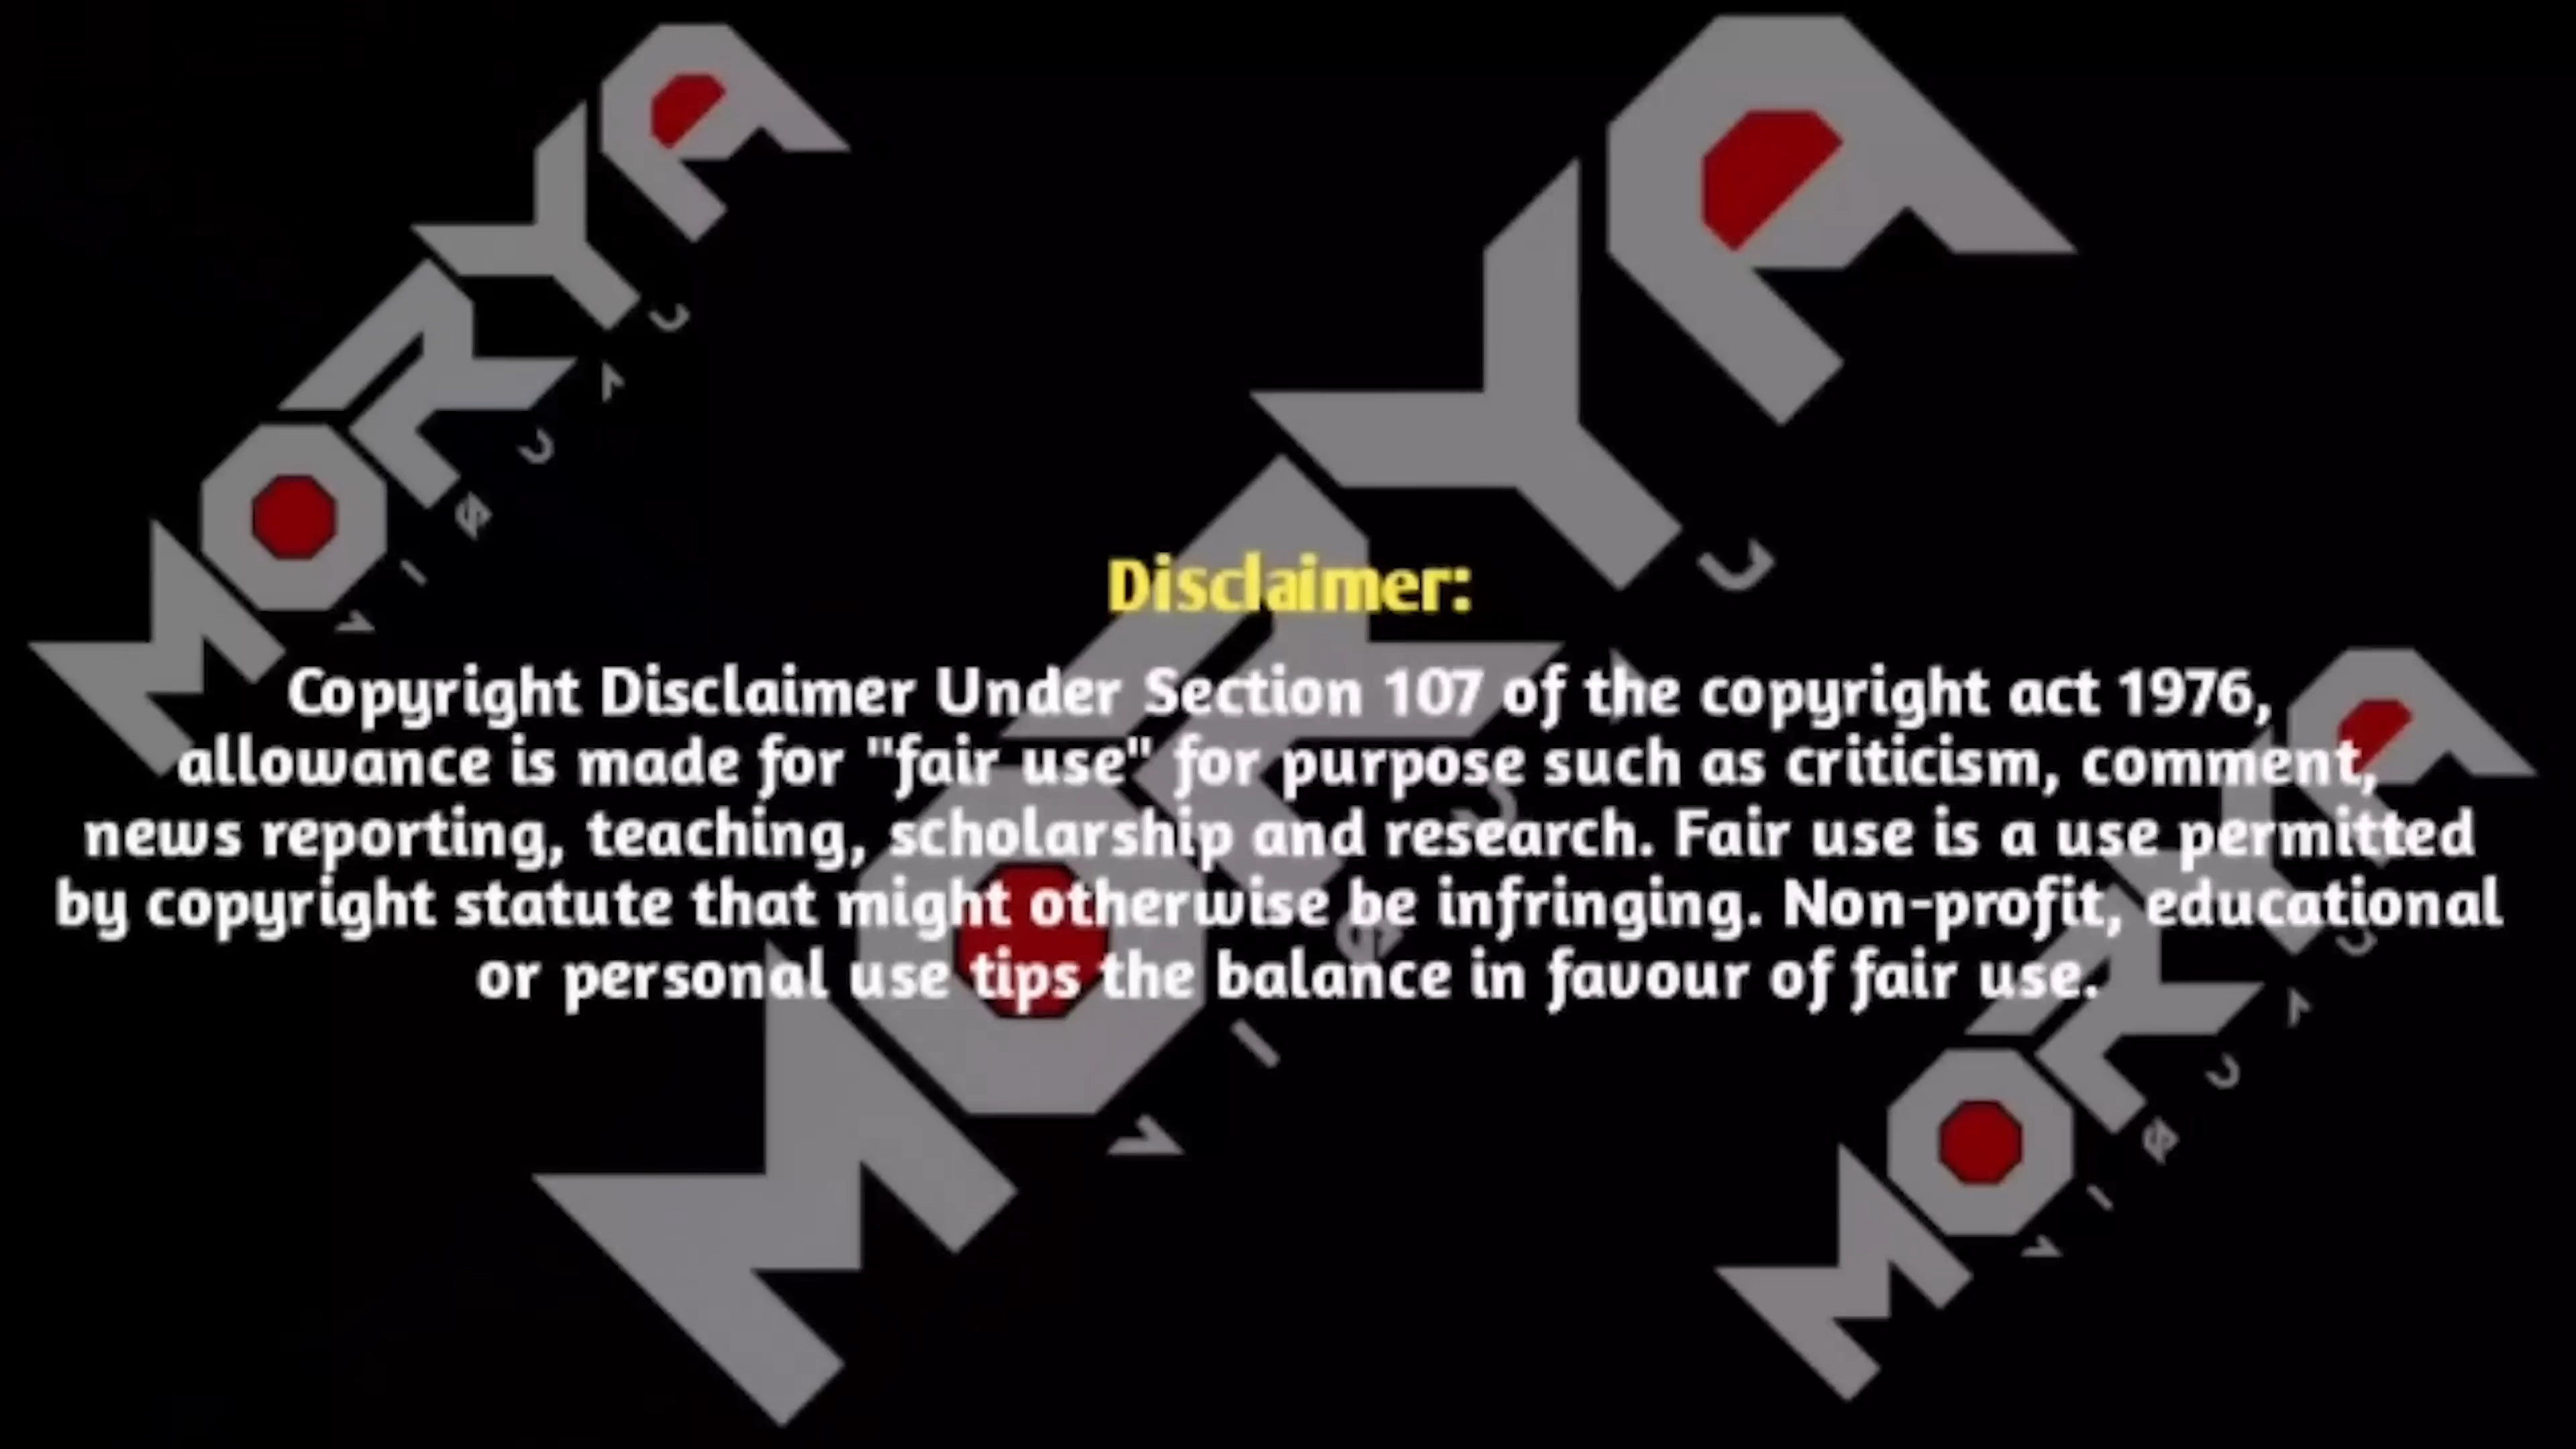 MORYA
MORYA
Disclaimer:
Copyright Disclaimer Under Section 107 of the copyright act 1976,
allowance is made for "fair use" for purpose such as criticism, comment,
news reporting, teaching, scholarship and research. Fair use is a use permitted
by copyright statute that might otherwise be infringing. Non-profit, educational
or personal use tips the balance in favour of fair use.
MORYA